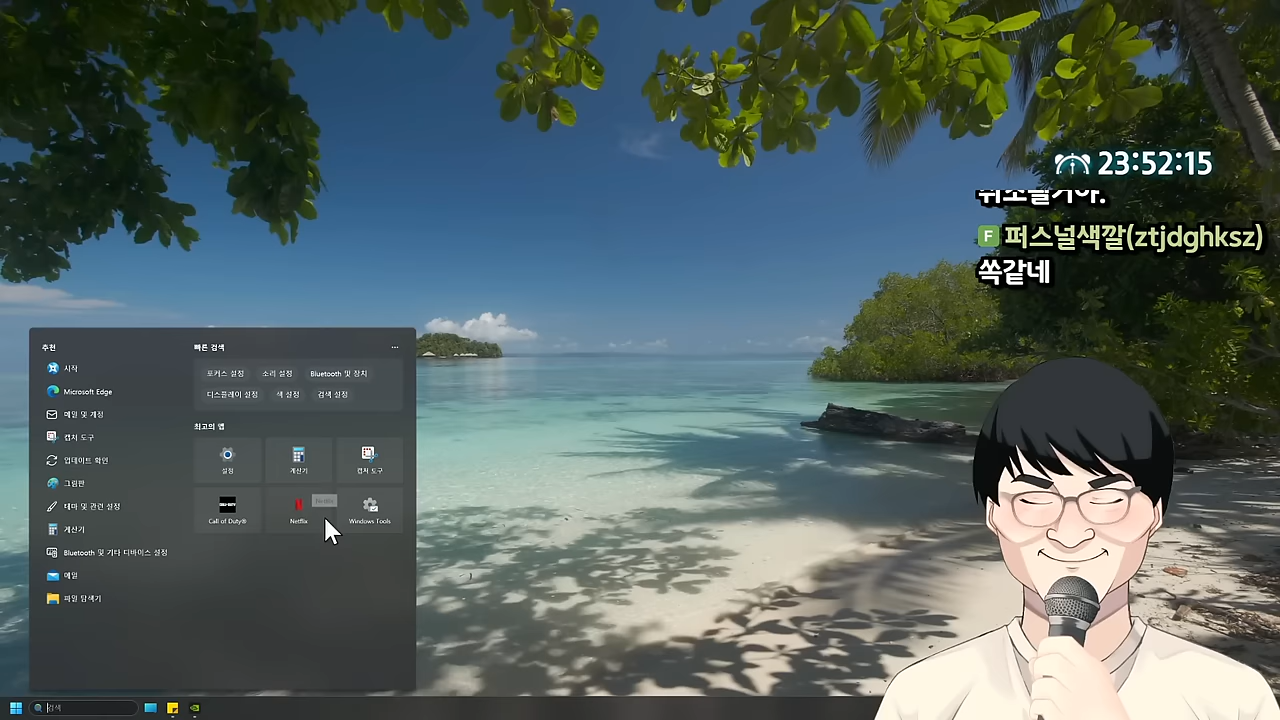 23:52:15
F 퍼스널색깔(ztjdghksz)
쏙같네
추천
빠른 검색
시작
Microsoft Edge
메일 및 계정
캡처 도구
업데이트 확인
그림판
테마 및 관련 설정
계산기
Bluetooth 및 기타 디바이스 설정
메일
파일 탐색기
포커스 설정
소리 설정
Bluetooth 및 장치
디스플레이 설정
색 설정
검색 설정
최고의 앱
설정
계산기
캡처 도구
Call of Duty®
Netflix
Windows Tools
검색